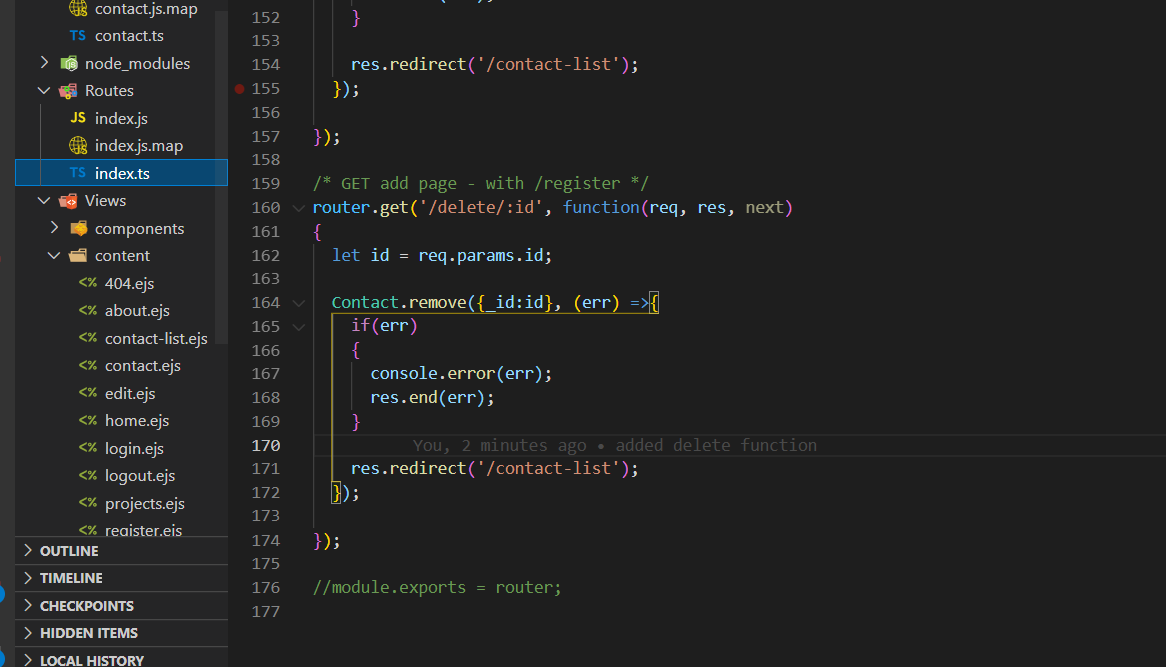 contact.js.map
TS contact.ts
node_modules
Routes
JS index.js
index.js.map
TS index.ts
Views
components
content
<% 404.ejs
<% about.ejs
<% contact-list.ejs
<% contact.ejs
<% edit.ejs
<% home.ejs
<% login.ejs
<% logout.ejs
<% projects.ejs
<% register.ejs
OUTLINE
TIMELINE
CHECKPOINTS
HIDDEN ITEMS
LOCAL HISTORY
152 }
153
154 res.redirect('/contact-list');
155 });
156
157 });
158
159 /* GET add page - with /register */
160 router.get('/delete/:id', function(req, res, next)
161 {
162 let id = req.params.id;
163
164 Contact.remove({_id:id}, (err) =>{
165 if(err)
166 {
167 console.error(err);
168 res.end(err);
169 }
170 You, 2 minutes ago • added delete function
171 res.redirect('/contact-list');
172 });
173
174 });
175
176 //module.exports = router;
177